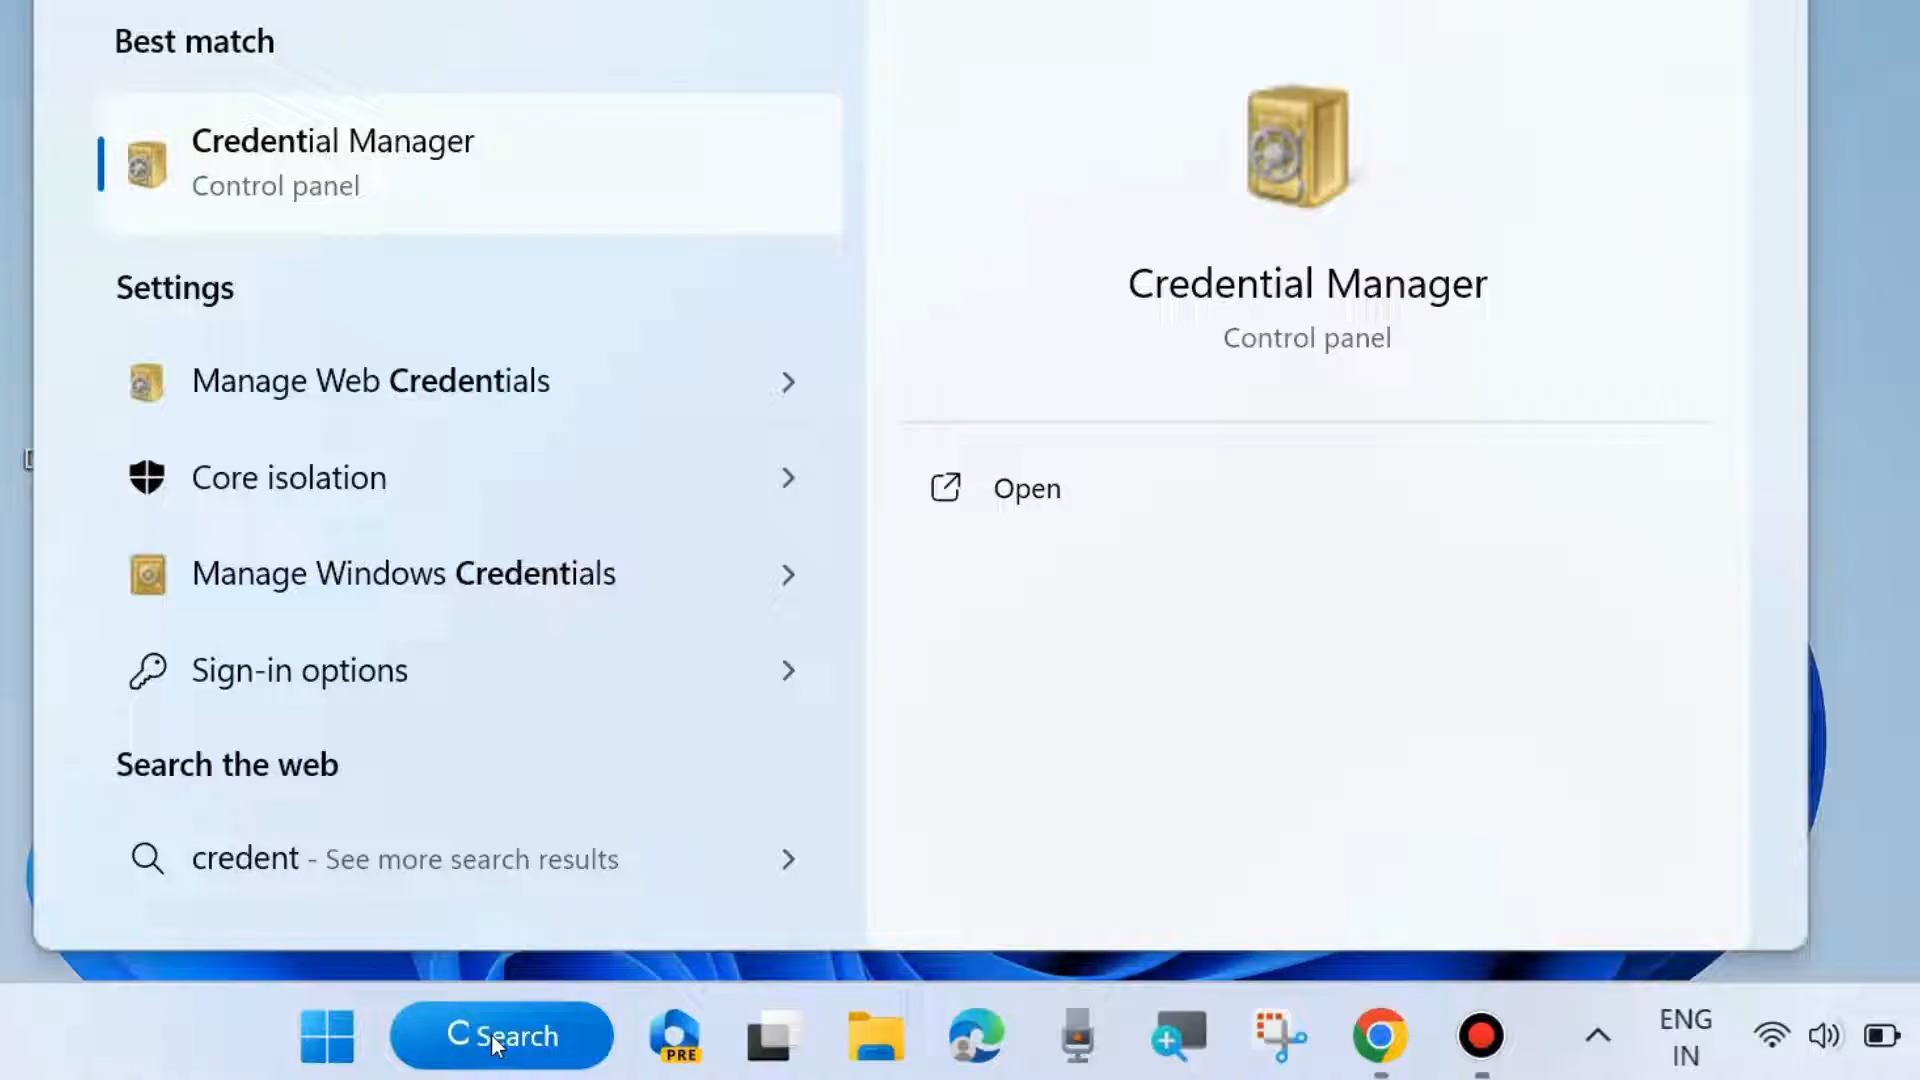 Best match
Credential Manager
Control panel
Settings
Manage Web Credentials
Core isolation
Manage Windows Credentials
Sign-in options
Search the web
credent - See more search results
Credential Manager
Control panel
Open
Search
PRE
ENG
IN